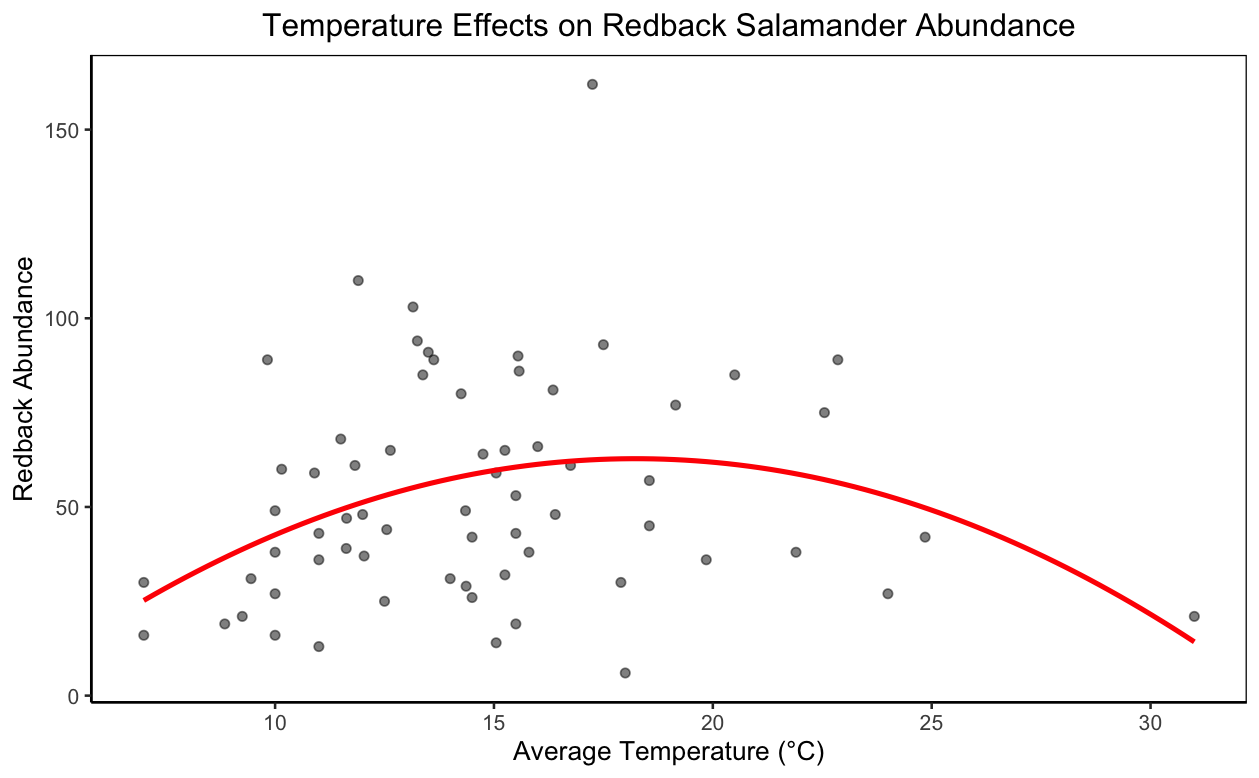 Temperature Effects on Redback Salamander Abundance
Redback Abundance
150
100
50
0
10 15 20 25 30
Average Temperature (°C)